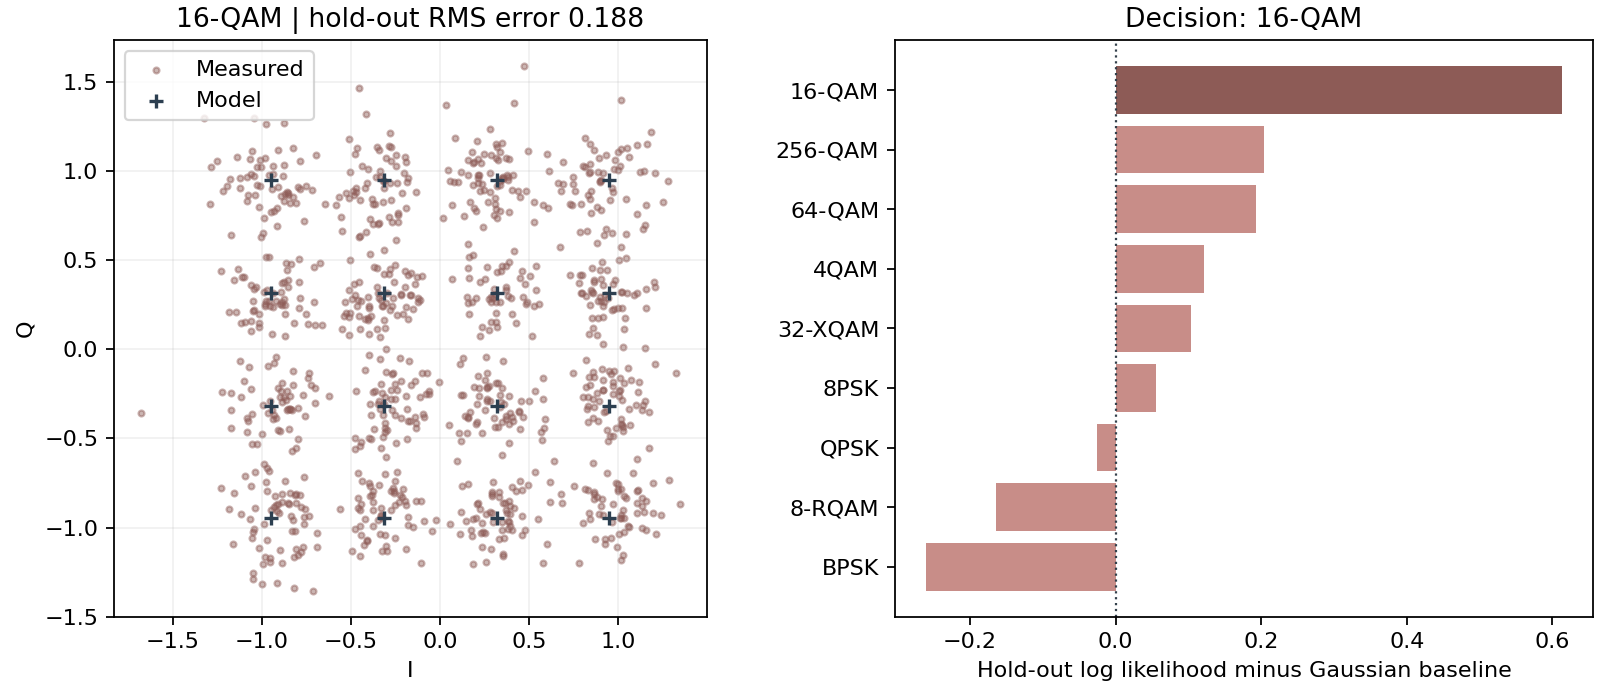 16-QAM | hold-out RMS error 0.188
Measured
Model
Q
1.5
1.0
0.5
0.0
−0.5
−1.0
−1.5
−1.5
−1.0
−0.5
0.0
0.5
1.0
I
Decision: 16-QAM
16-QAM
256-QAM
64-QAM
4QAM
32-XQAM
8PSK
QPSK
8-RQAM
BPSK
−0.2
0.0
0.2
0.4
0.6
Hold-out log likelihood minus Gaussian baseline